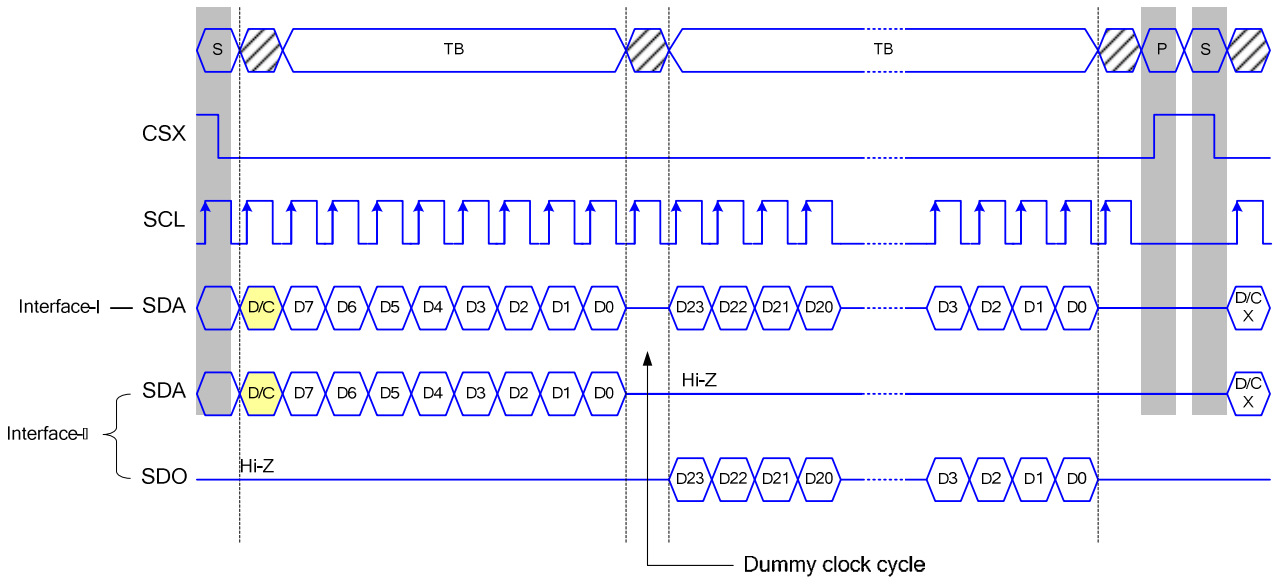 S TB TB P S
CSX
SCL
Interface-I SDA D/C D7 D6 D5 D4 D3 D2 D1 D0 D23 D22 D21 D20 D3 D2 D1 D0 D/C X
SDA D/C D7 D6 D5 D4 D3 D2 D1 D0 Hi-Z D/C X
Interface-
SDO Hi-Z D23 D22 D21 D20 D3 D2 D1 D0
Dummy clock cycle